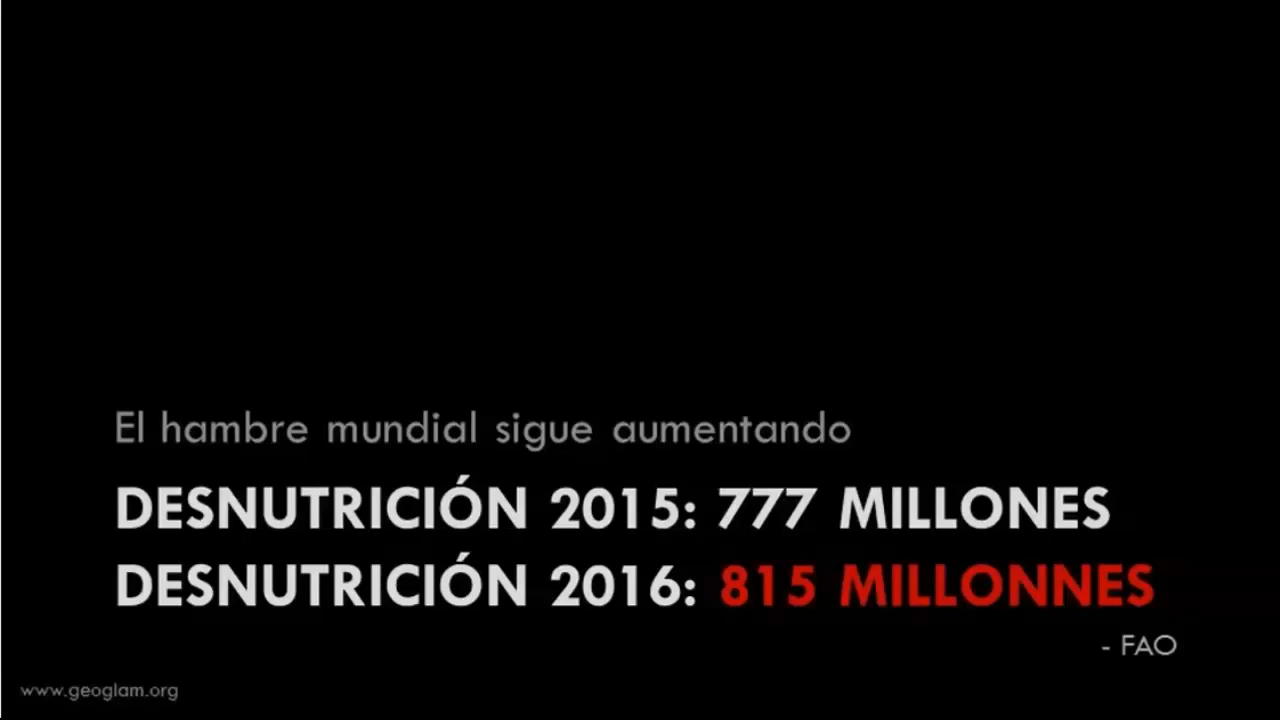 El hambre mundial sigue aumentando
DESNUTRICIÓN 2015: 777 MILLONES
DESNUTRICIÓN 2016: 815 MILLONNES
- FAO
www.geoglam.org